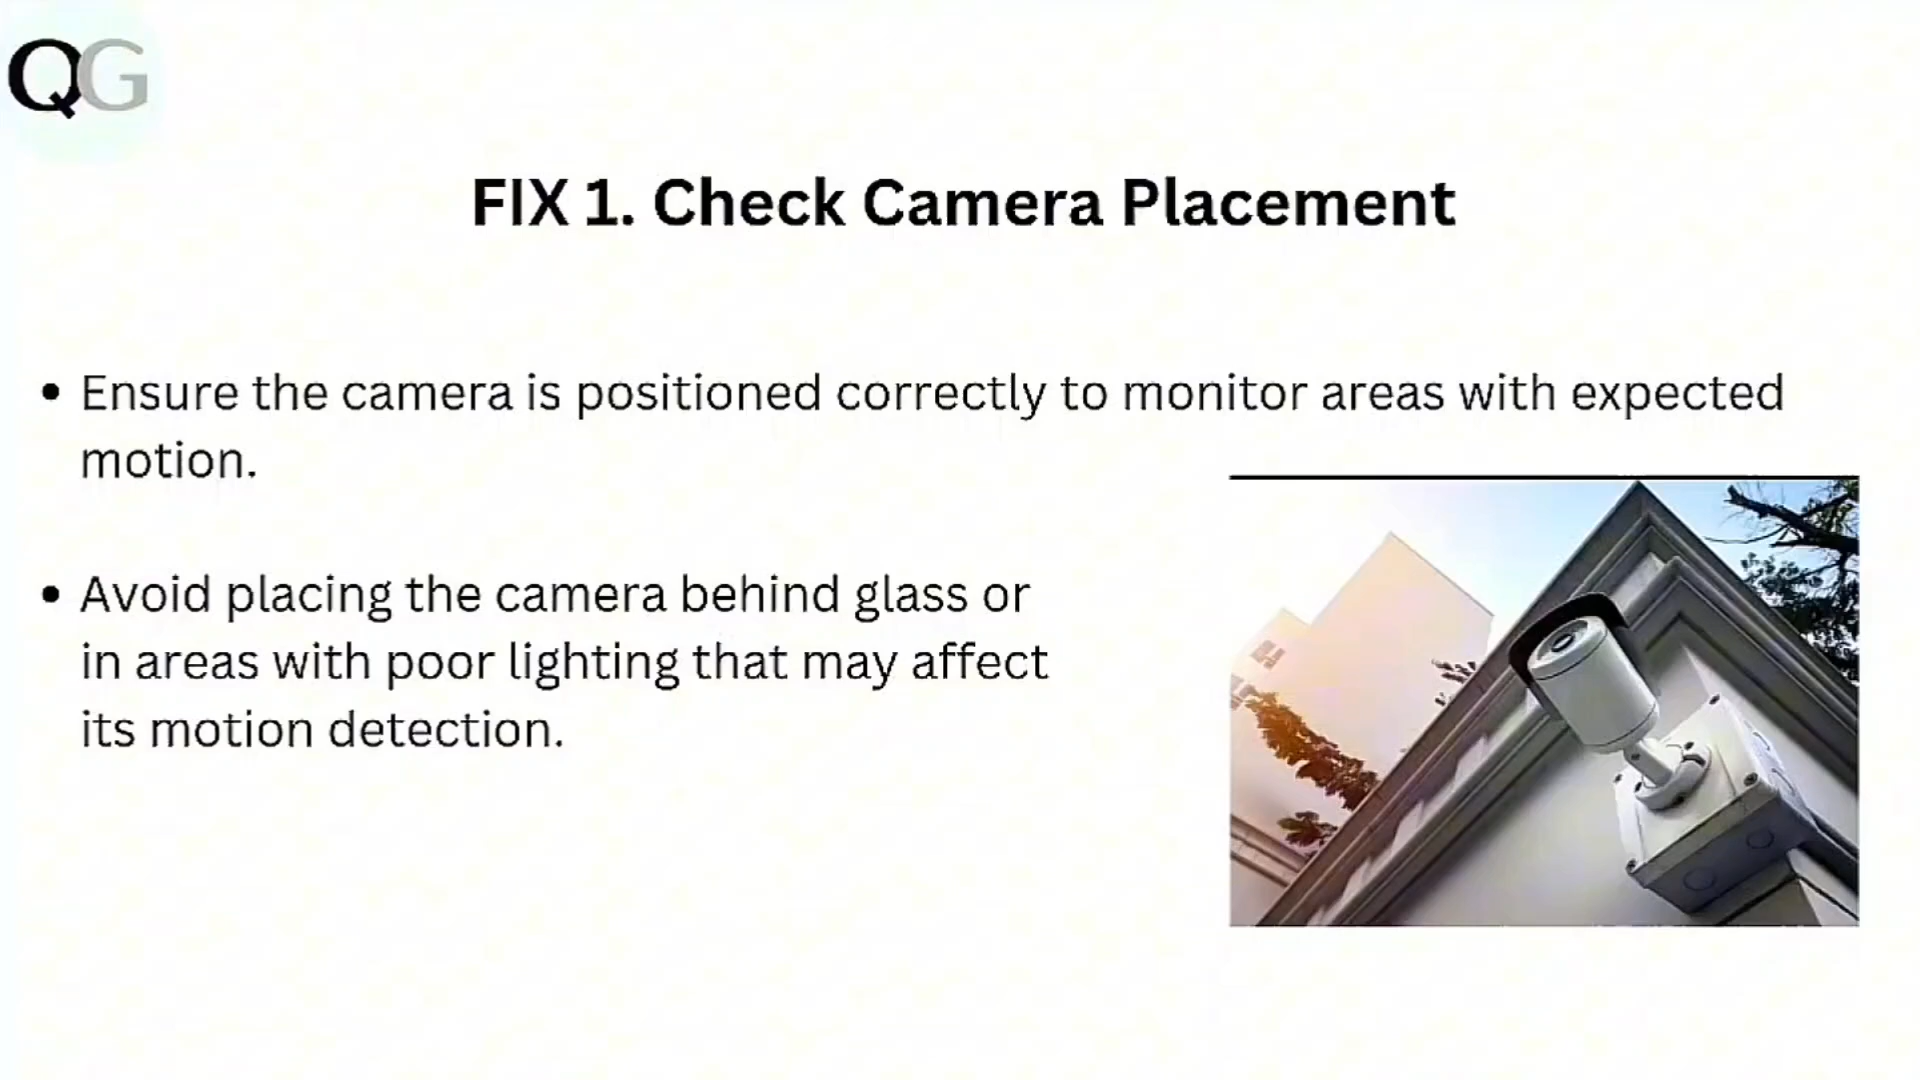 QG
FIX 1. Check Camera Placement
• Ensure the camera is positioned correctly to monitor areas with expected
motion.
• Avoid placing the camera behind glass or
in areas with poor lighting that may affect
its motion detection.